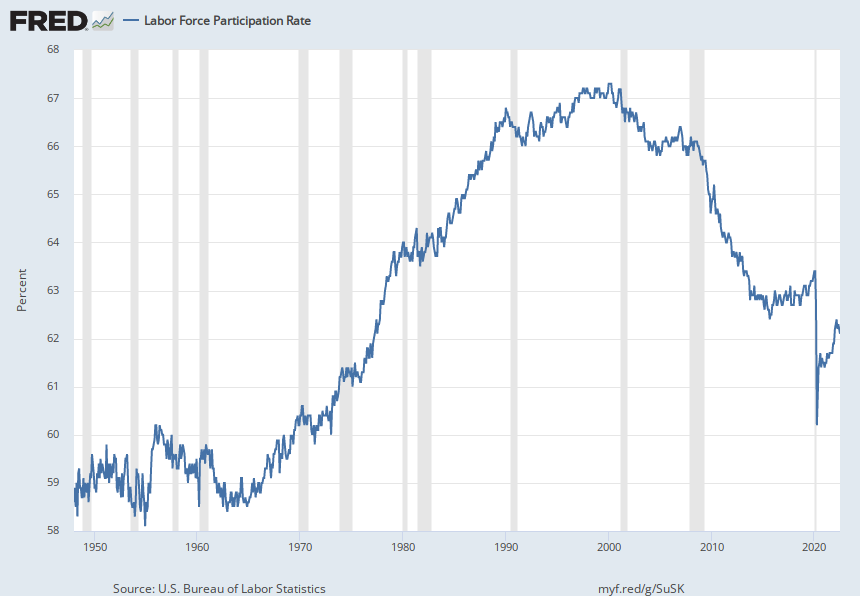 FRED Labor Force Participation Rate
68
67
66
65
64
63
62
61
60
59
58
Percent
1950 1960 1970 1980 1990 2000 2010 2020
Source: U.S. Bureau of Labor Statistics myf.red/g/SuSK